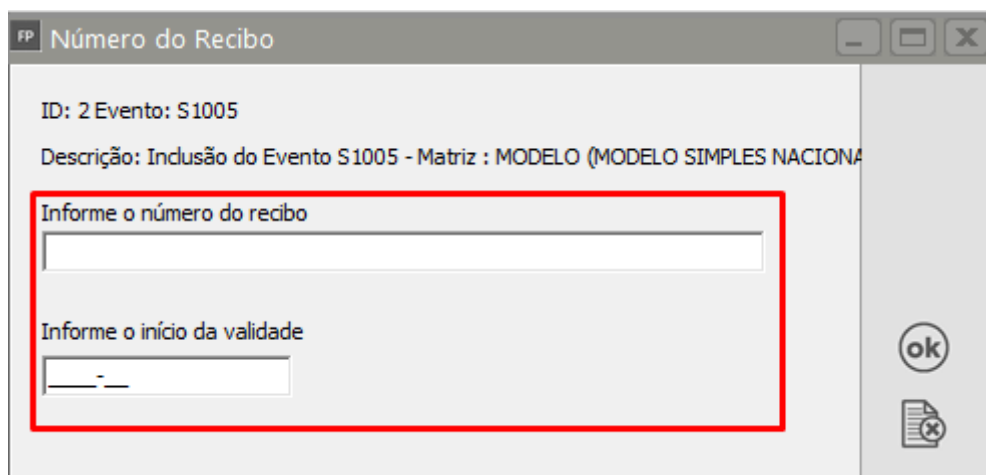 FP Número do Recibo
ID: 2 Evento: S1005
Descrição: Inclusão do Evento S1005 - Matriz : MODELO (MODELO SIMPLES NACIONA
Informe o número do recibo
Informe o início da validade
____-__
ok